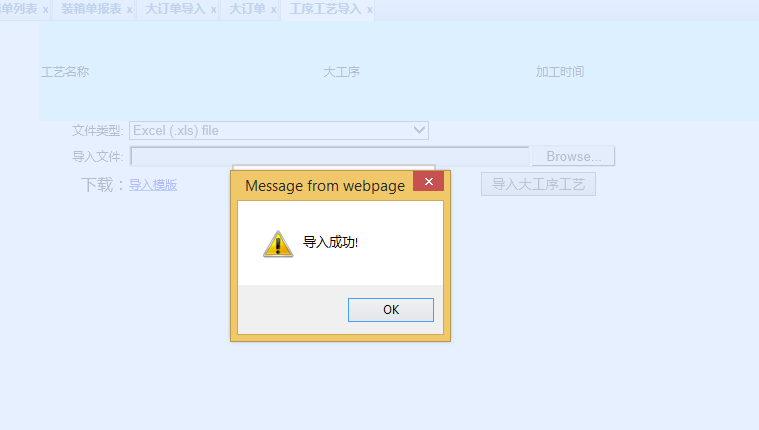 单列表 x 装箱单报表 x 大订单导入 x 大订单 x 工序工艺导入 x
工艺名称 大工序 加工时间
文件类型: Excel (.xls) file
导入文件: Browse...
下载：导入模版 导入大工序工艺
Message from webpage
导入成功!
OK